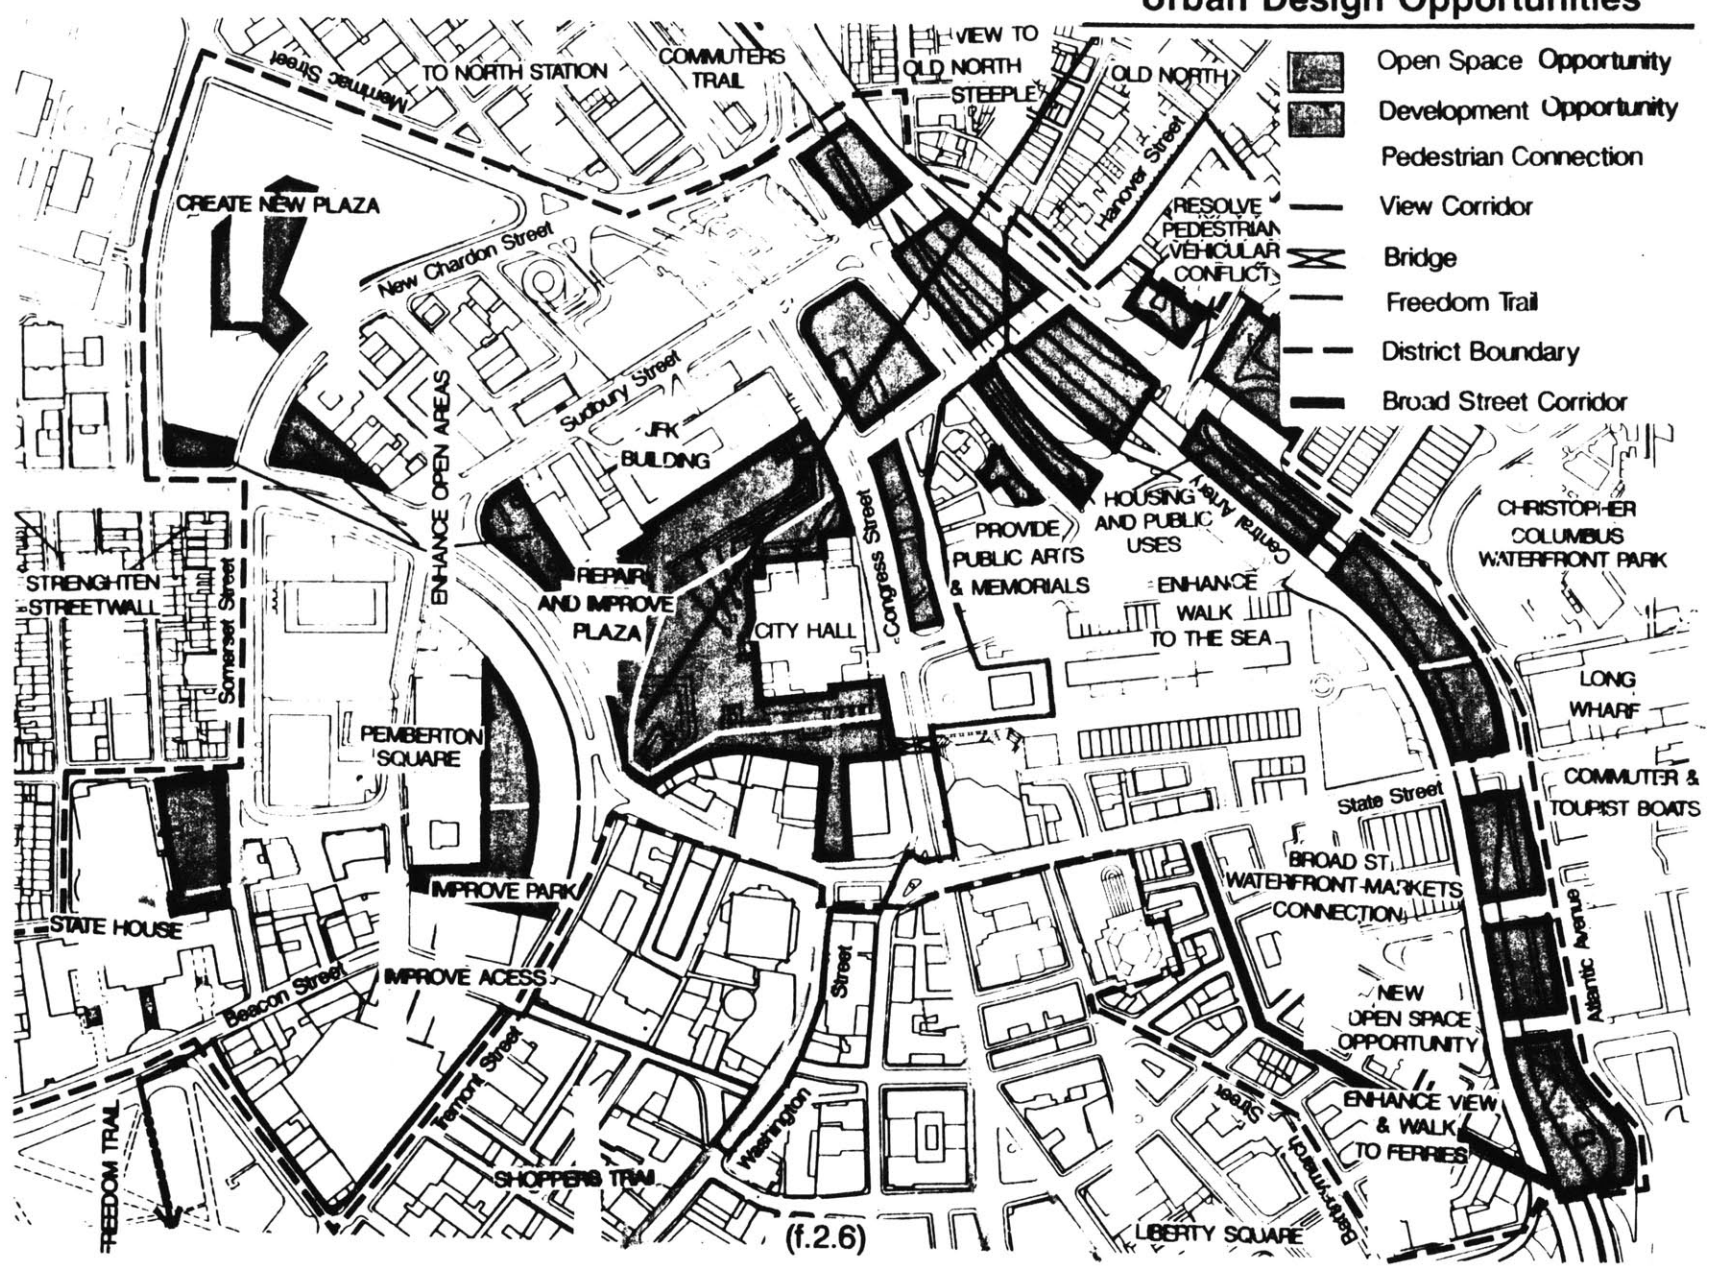 Urban Design Opportunities
Open Space Opportunity
Development Opportunity
Pedestrian Connection
View Corridor
Bridge
Freedom Trail
District Boundary
Broad Street Corridor
Merrimac Street
TO NORTH STATION
COMMUTERS
TRAIL
VIEW TO
OLD NORTH
STEEPLE
OLD NORTH
Hanover Street
RESOLVE
PEDESTRIAN
VEHICULAR
CONFLICT
CREATE NEW PLAZA
New Chardon Street
Sudbury Street
ENHANCE OPEN AREAS
JFK
BUILDING
Congress Street
PROVIDE
PUBLIC ARTS
& MEMORIALS
HOUSING
AND PUBLIC
USES
Central Artery
CHRISTOPHER
COLUMBUS
WATERFRONT PARK
STRENGHTEN
STREETWALL
Somerset Street
REPAIR
AND IMPROVE
PLAZA
CITY HALL
ENHANCE
WALK
TO THE SEA
LONG
WHARF
PEMBERTON
SQUARE
COMMUTER &
TOURIST BOATS
State Street
IMPROVE PARK
BROAD ST
WATERFRONT-MARKETS
CONNECTION
STATE HOUSE
IMPROVE ACESS
Beacon Street
Street
Atlantic Avenue
NEW
OPEN SPACE
OPPORTUNITY
Tremont Street
Washington
Street
ENHANCE VIEW
& WALK
TO FERRIES
FREEDOM TRAIL
SHOPPERS TRAIL
Batterymarch
LIBERTY SQUARE
(f.2.6)